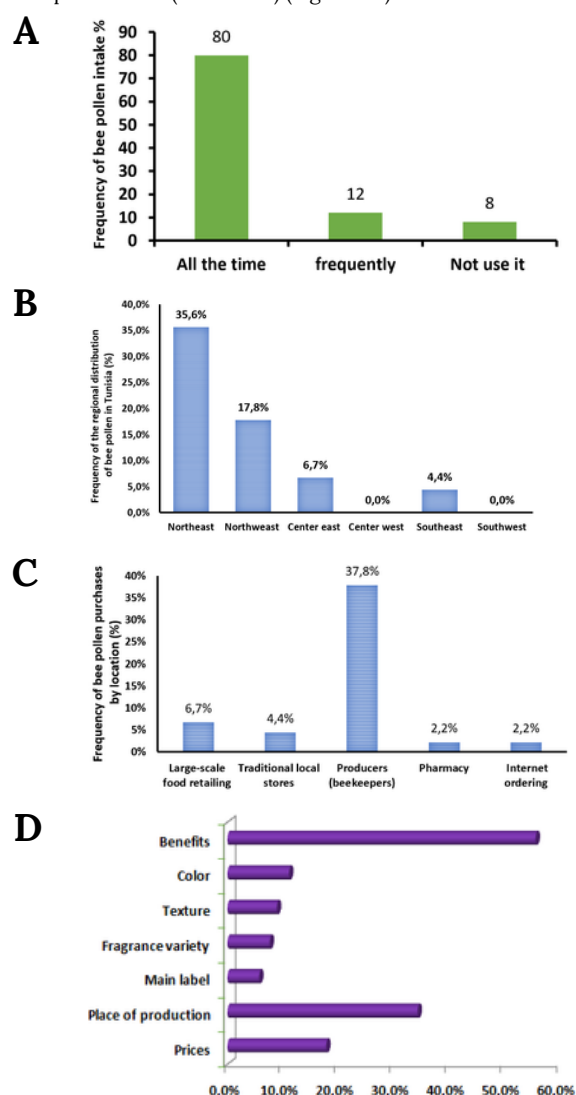 A
Frequency of bee pollen intake %
90
80
70
60
50
40
30
20
10
0
80
12
8
All the time frequently Not use it
B
Frequency of the regional distribution
of bee pollen in Tunisia (%)
40,0%
35,0%
30,0%
25,0%
20,0%
15,0%
10,0%
5,0%
0,0%
35,6%
17,8%
6,7%
0,0%
4,4%
0,0%
Northeast Northweast Center east Center west Southeast Southwest
C
Frequency of bee pollen purchases
by location (%)
40%
35%
30%
25%
20%
15%
10%
5%
0%
6,7%
4,4%
37,8%
2,2%
2,2%
Large-scale Traditional local Producers Pharmacy Internet
food retailing stores (beekeepers) ordering
D
Benefits
Color
Texture
Fragrance variety
Main label
Place of production
Prices
0.0% 10.0% 20.0% 30.0% 40.0% 50.0% 60.0%